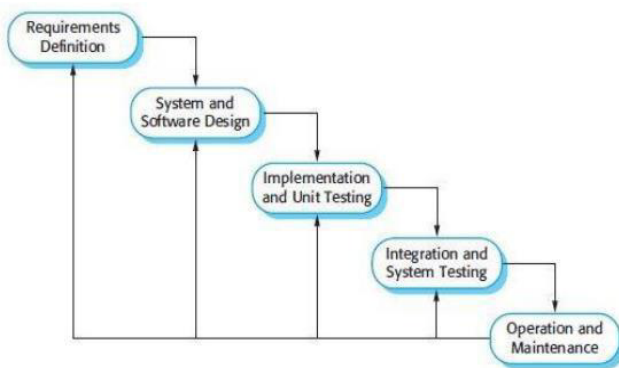 Requirements
Definition
System and
Software Design
Implementation
and Unit Testing
Integration and
System Testing
Operation and
Maintenance